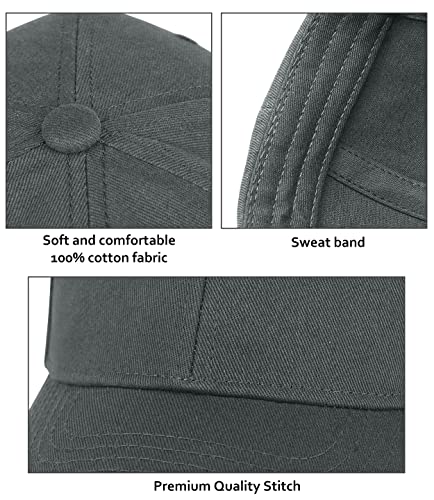 Soft and comfortable
100% cotton fabric
Sweat band
Premium Quality Stitch